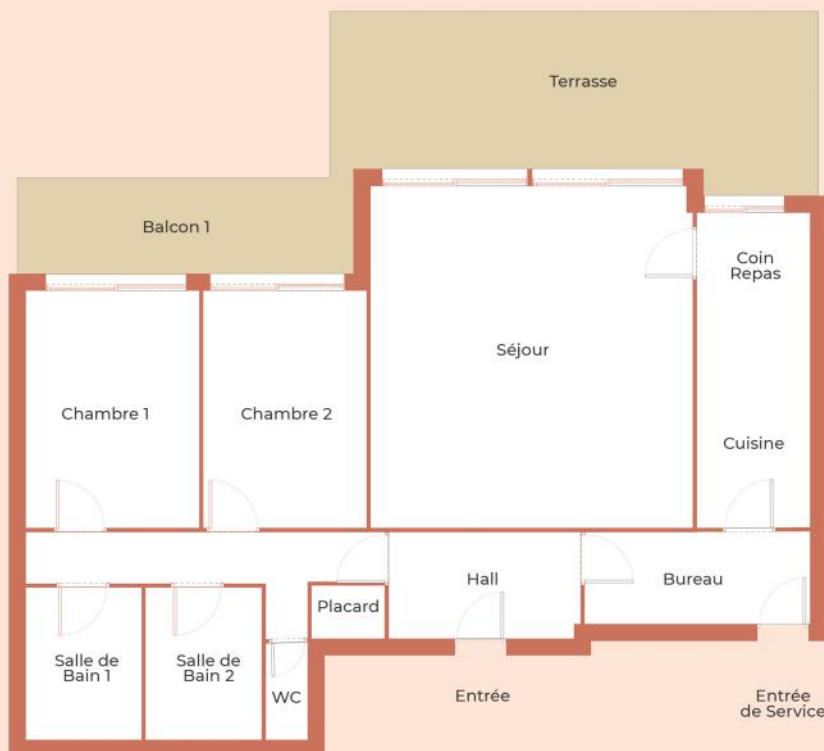 Terrasse
Balcon 1
Coin
Repas
Séjour
Chambre 1
Chambre 2
Cuisine
Hall
Bureau
Placard
Salle de
Bain 1
Salle de
Bain 2
WC
Entrée
Entrée
de Service